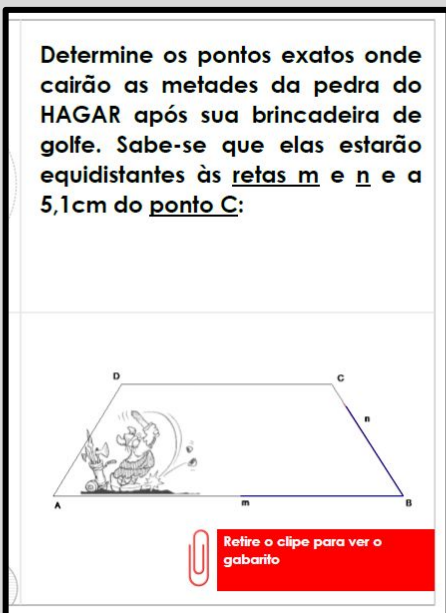 Determine os pontos exatos onde
cairão as metades da pedra do
HAGAR após sua brincadeira de
golfe. Sabe-se que elas estarão
equidistantes às retas m e n e a
5,1cm do ponto C:
D
C
n
A
m
B
Retire o clipe para ver o
gabarito